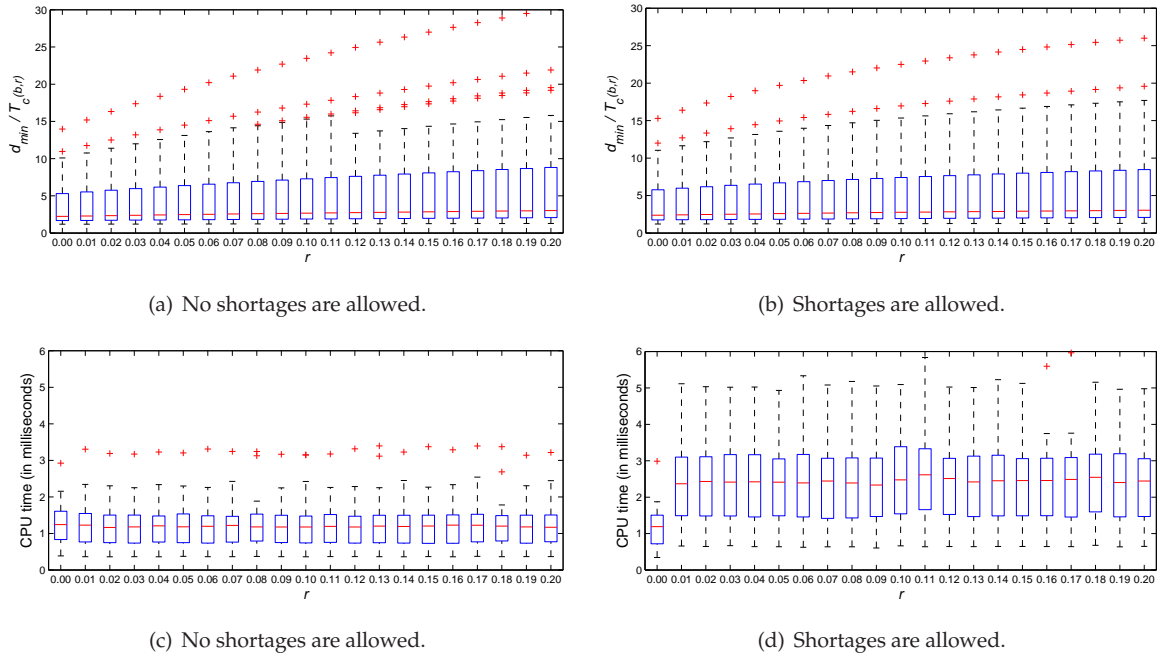 30
25
20
15
10
5
0
d_min / T_c(b,r)
0.00 0.01 0.02 0.03 0.04 0.05 0.06 0.07 0.08 0.09 0.10 0.11 0.12 0.13 0.14 0.15 0.16 0.17 0.18 0.19 0.20
r
(a) No shortages are allowed.
30
25
20
15
10
5
0
d_min / T_c(b,r)
0.00 0.01 0.02 0.03 0.04 0.05 0.06 0.07 0.08 0.09 0.10 0.11 0.12 0.13 0.14 0.15 0.16 0.17 0.18 0.19 0.20
r
(b) Shortages are allowed.
6
5
4
3
2
1
0
CPU time (in milliseconds)
0.00 0.01 0.02 0.03 0.04 0.05 0.06 0.07 0.08 0.09 0.10 0.11 0.12 0.13 0.14 0.15 0.16 0.17 0.18 0.19 0.20
r
(c) No shortages are allowed.
6
5
4
3
2
1
0
CPU time (in milliseconds)
0.00 0.01 0.02 0.03 0.04 0.05 0.06 0.07 0.08 0.09 0.10 0.11 0.12 0.13 0.14 0.15 0.16 0.17 0.18 0.19 0.20
r
(d) Shortages are allowed.